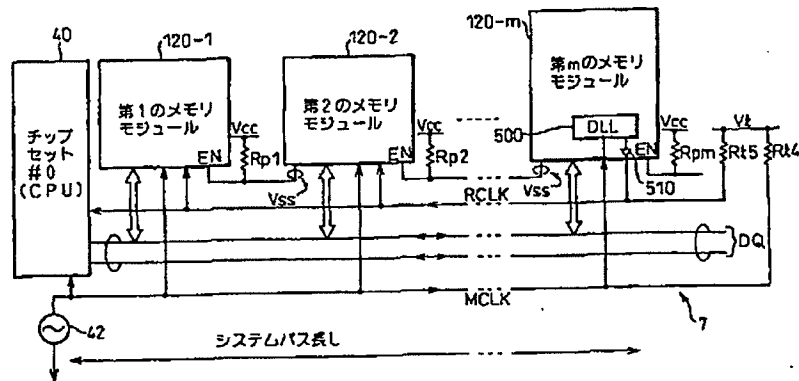 40
120-1
120-2
120-m
チップ
セット
#0
(CPU)
第1のメモリ
モジュール
EN
Vcc
Rp1
Vss
第2のメモリ
モジュール
EN
Vcc
Rp2
Vss
第mのメモリ
モジュール
500
DLL
EN
510
Vcc
Rpm
Vt
Rt5
Rt4
RCLK
DQ
MCLK
7
42
システムバス長L